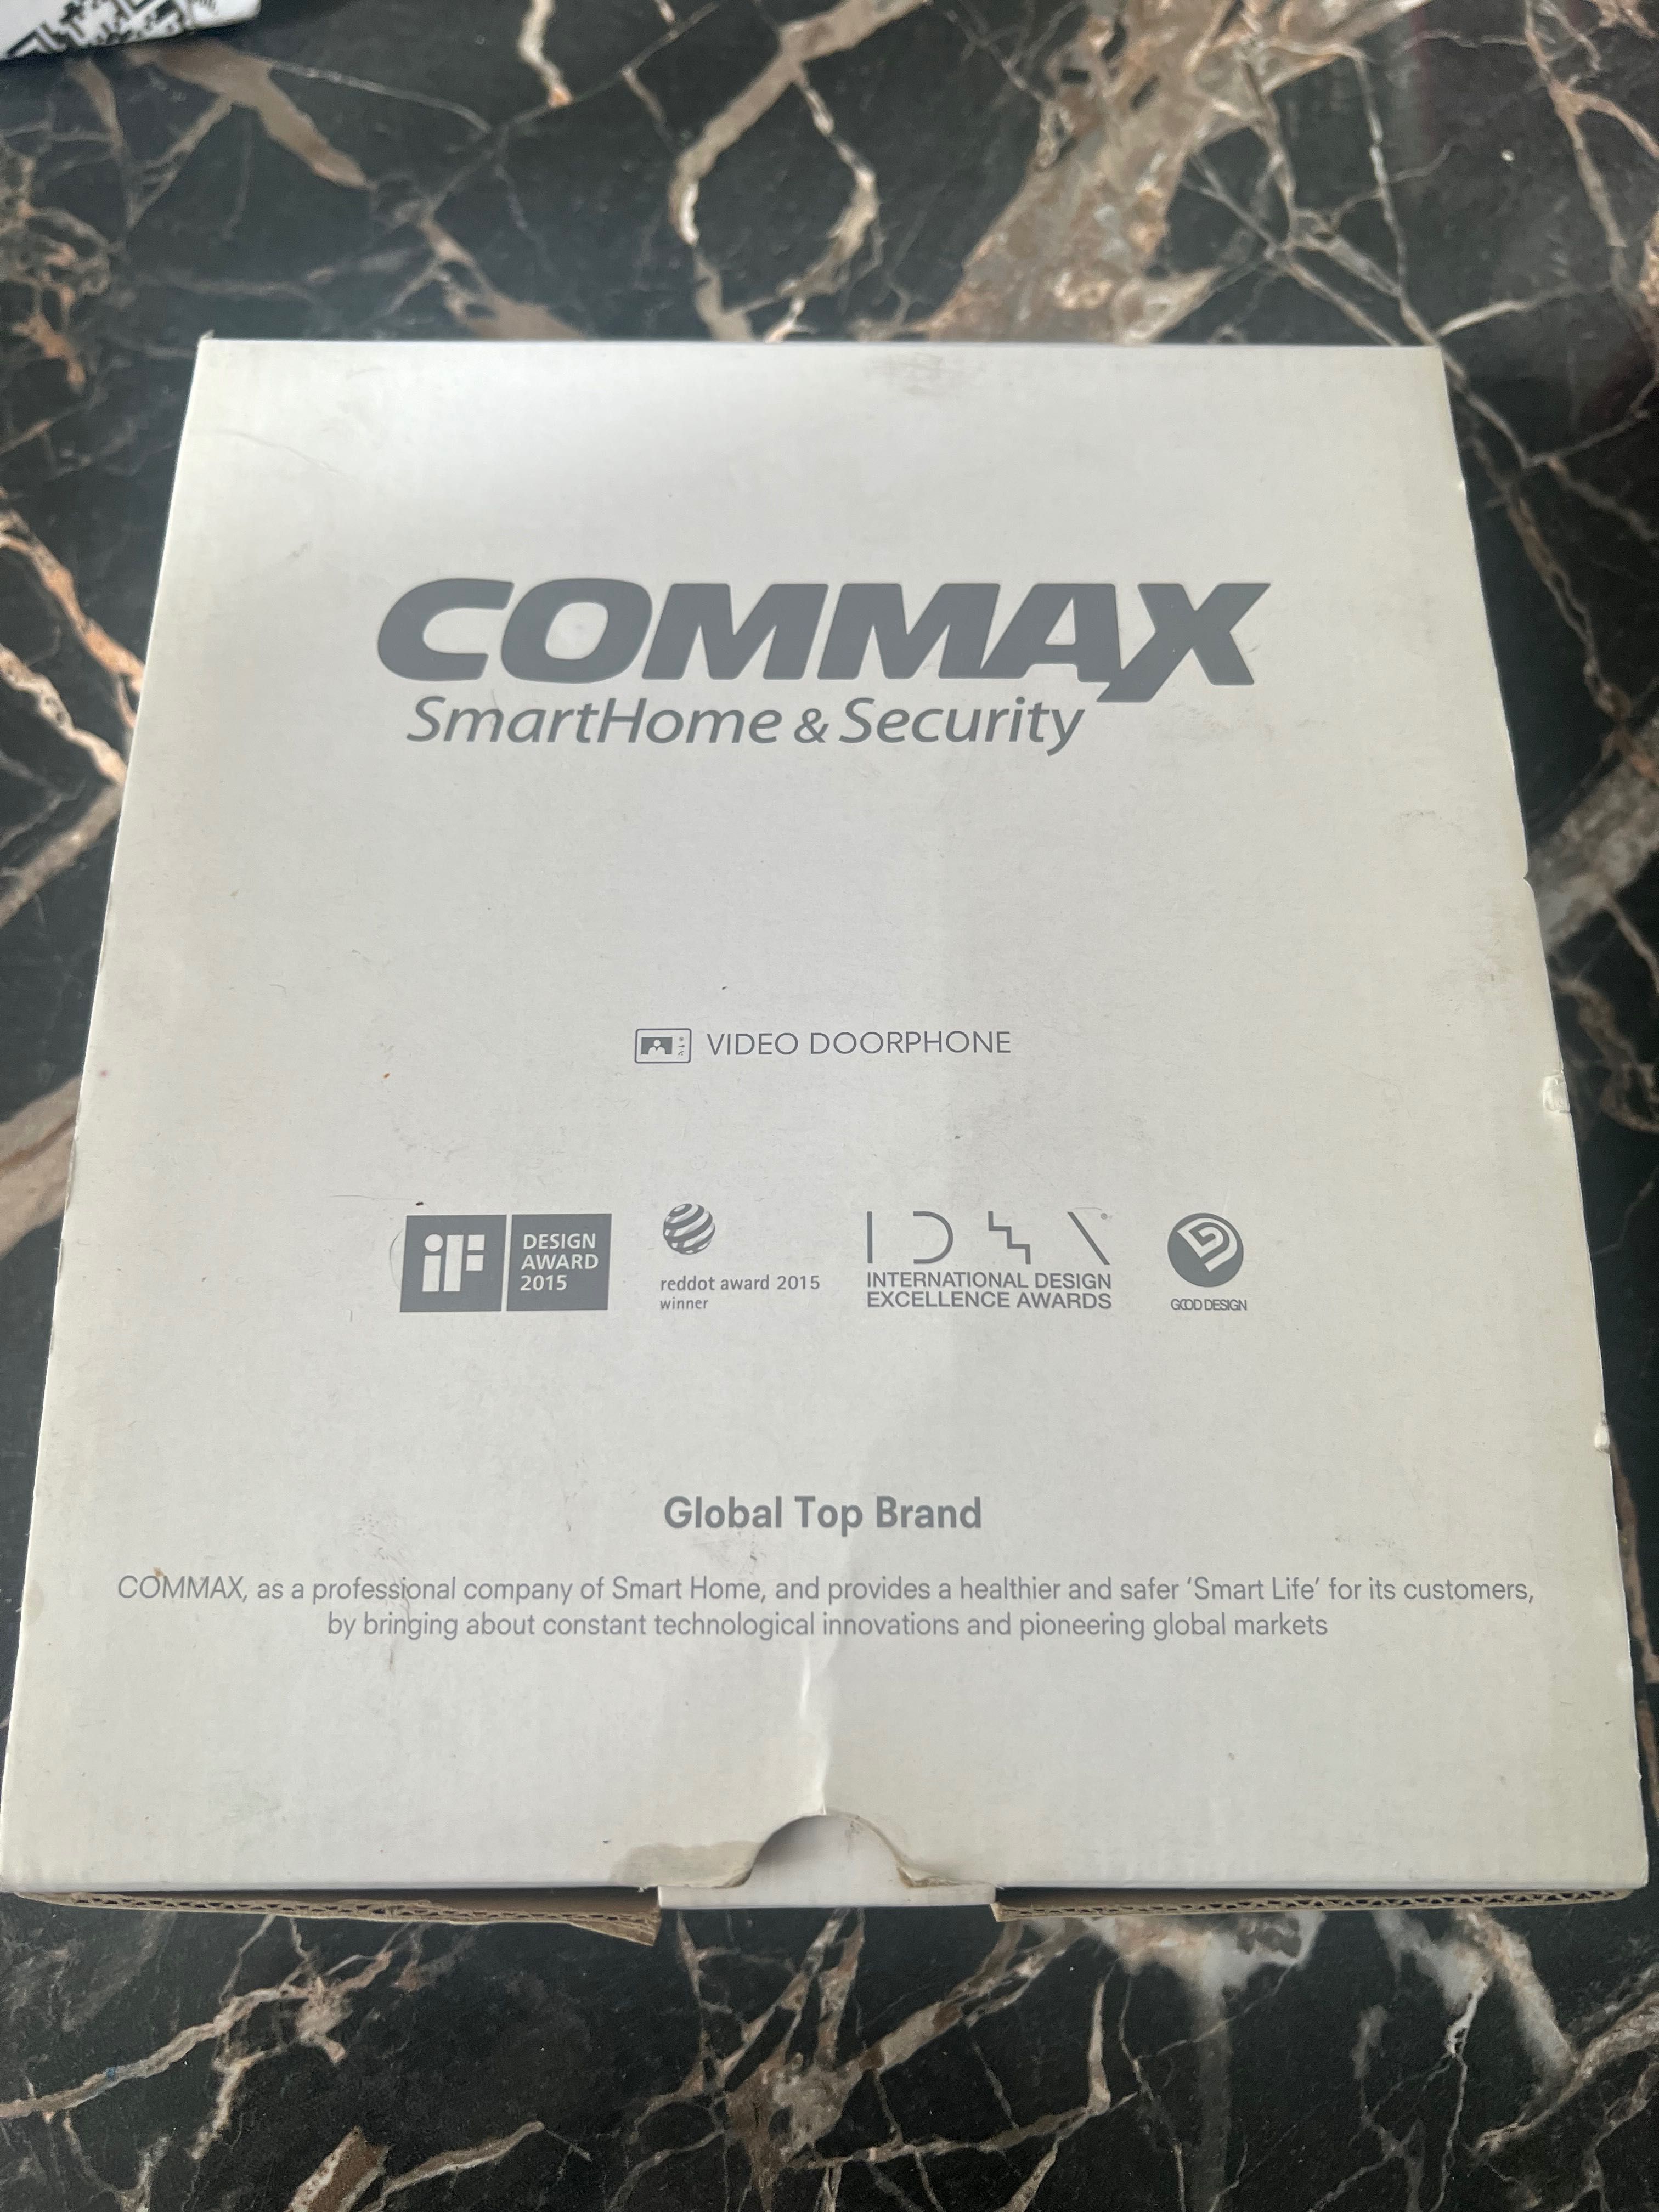 COMMAX
SmartHome & Security
VIDEO DOORPHONE
iF
DESIGN
AWARD
2015
reddot award 2015
winner
IDEA
INTERNATIONAL DESIGN
EXCELLENCE AWARDS
GOOD DESIGN
Global Top Brand
COMMAX, as a professional company of Smart Home, and provides a healthier and safer ‘Smart Life’ for its customers,
by bringing about constant technological innovations and pioneering global markets